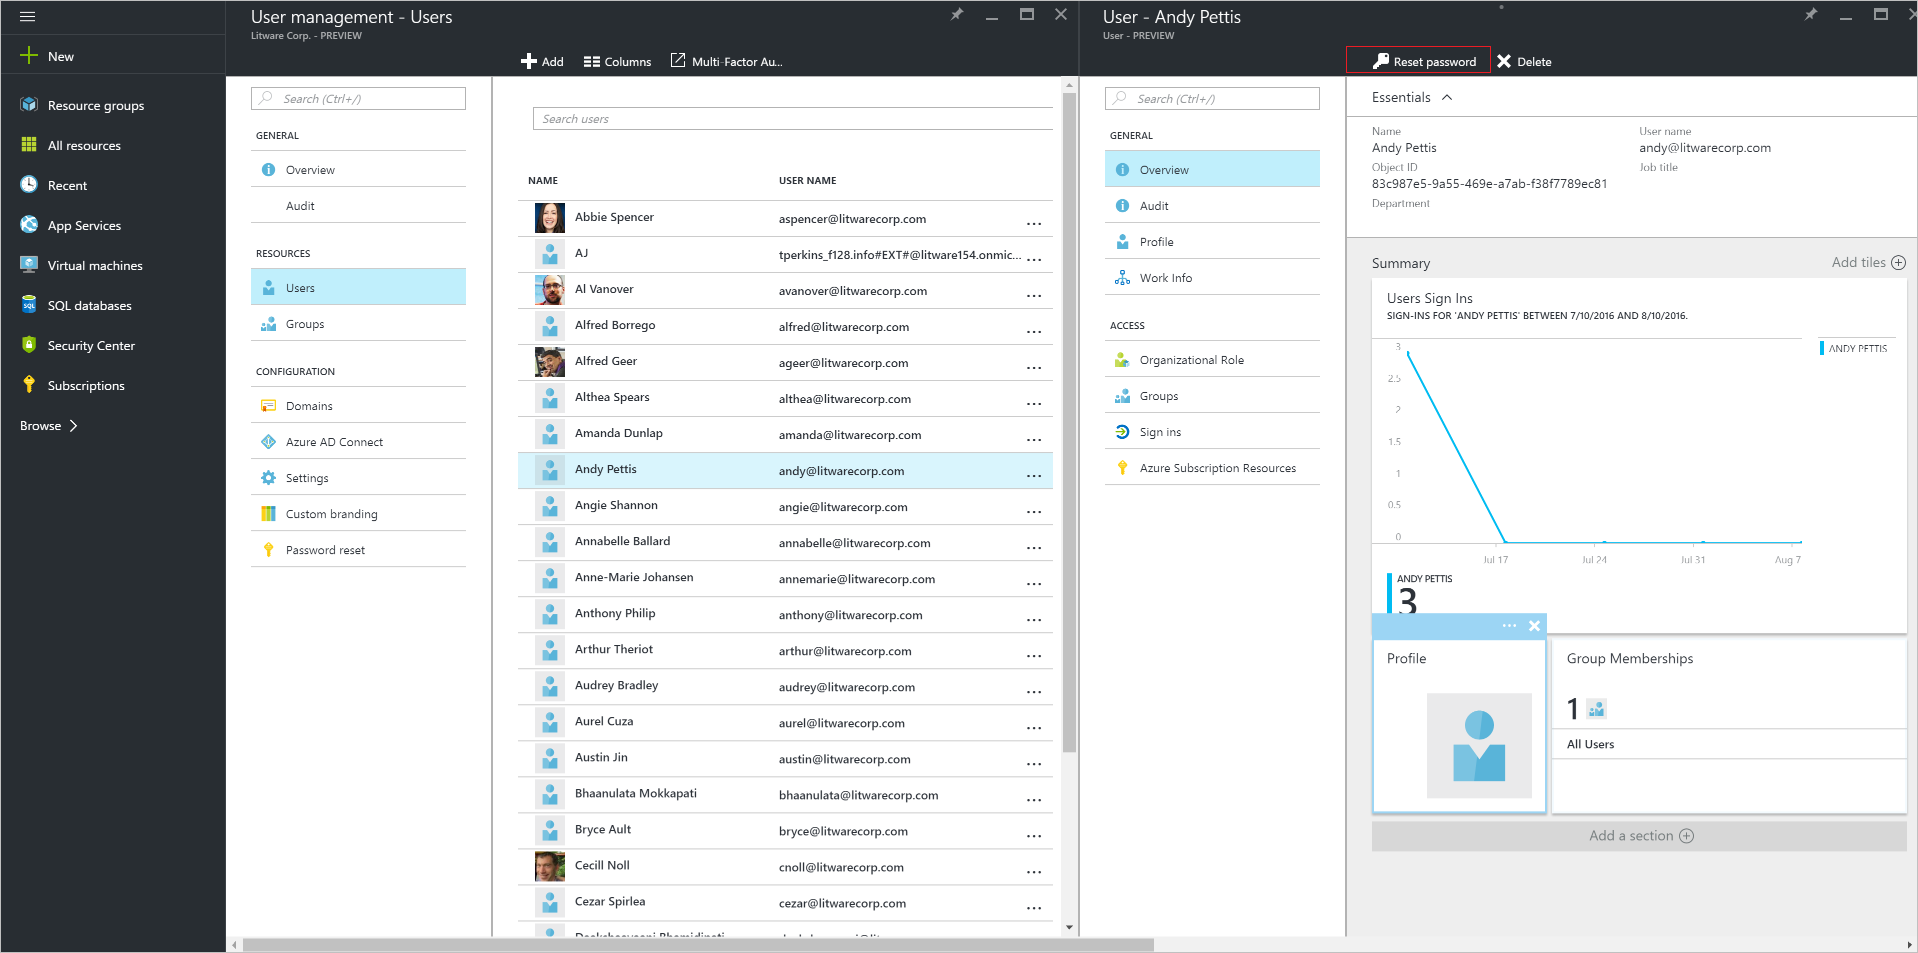 New
Resource groups
All resources
Recent
App Services
Virtual machines
SQL databases
Security Center
Subscriptions
Browse
User management - Users
Litware Corp. - PREVIEW
Add
Columns
Multi-Factor Au...
Search (Ctrl+/)
GENERAL
Overview
Audit
RESOURCES
Users
Groups
CONFIGURATION
Domains
Azure AD Connect
Settings
Custom branding
Password reset
Search users
NAME USER NAME
Abbie Spencer aspencer@litwarecorp.com ...
AJ tperkins_f128.info#EXT#@litware154.onmic... ...
Al Vanover avanover@litwarecorp.com ...
Alfred Borrego alfred@litwarecorp.com ...
Alfred Geer ageer@litwarecorp.com ...
Althea Spears althea@litwarecorp.com ...
Amanda Dunlap amanda@litwarecorp.com ...
Andy Pettis andy@litwarecorp.com ...
Angie Shannon angie@litwarecorp.com ...
Annabelle Ballard annabelle@litwarecorp.com ...
Anne-Marie Johansen annemarie@litwarecorp.com ...
Anthony Philip anthony@litwarecorp.com ...
Arthur Theriot arthur@litwarecorp.com ...
Audrey Bradley audrey@litwarecorp.com ...
Aurel Cuza aurel@litwarecorp.com ...
Austin Jin austin@litwarecorp.com ...
Bhaanulata Mokkapati bhaanulata@litwarecorp.com ...
Bryce Ault bryce@litwarecorp.com ...
Cecill Noll cnoll@litwarecorp.com ...
Cezar Spirlea cezar@litwarecorp.com ...
User - Andy Pettis
User - PREVIEW
Reset password
Delete
Search (Ctrl+/)
GENERAL
Overview
Audit
Profile
Work Info
ACCESS
Organizational Role
Groups
Sign ins
Azure Subscription Resources
Essentials
Name
Andy Pettis
Object ID
83c987e5-9a55-469e-a7ab-f38f7789ec81
Department
User name
andy@litwarecorp.com
Job title
Summary
Add tiles
Users Sign Ins
SIGN-INS FOR 'ANDY PETTIS' BETWEEN 7/10/2016 AND 8/10/2016.
ANDY PETTIS
3
2.5
2
1.5
1
0.5
0
Jul 17 Jul 24 Jul 31 Aug 7
ANDY PETTIS
3
...
Profile
Group Memberships
1
All Users
Add a section